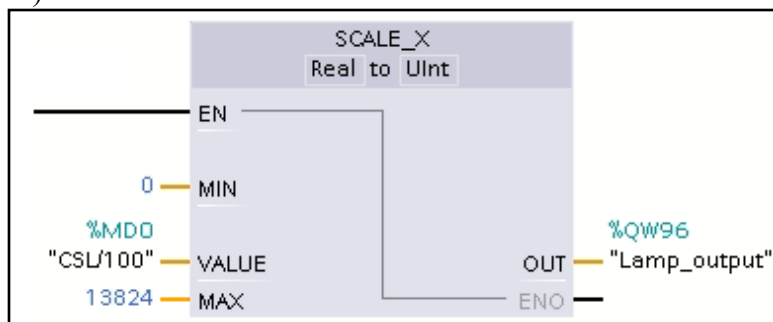 )
SCALE_X
Real to UInt
EN
0 MIN
%MD0 %QW96
"CSL/100" VALUE OUT "Lamp_output"
13824 MAX ENO